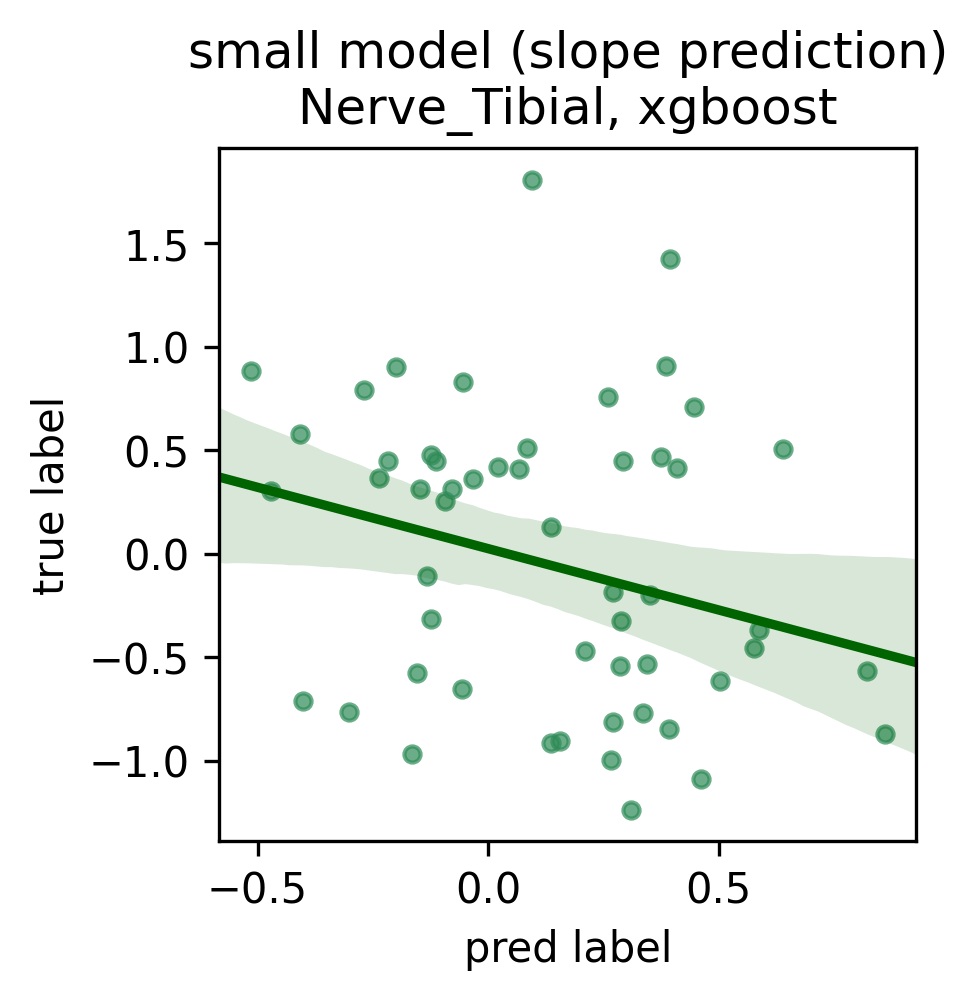 small model (slope prediction)
Nerve_Tibial, xgboost
1.5
1.0
0.5
0.0
−0.5
−1.0
true label
−0.5 0.0 0.5
pred label